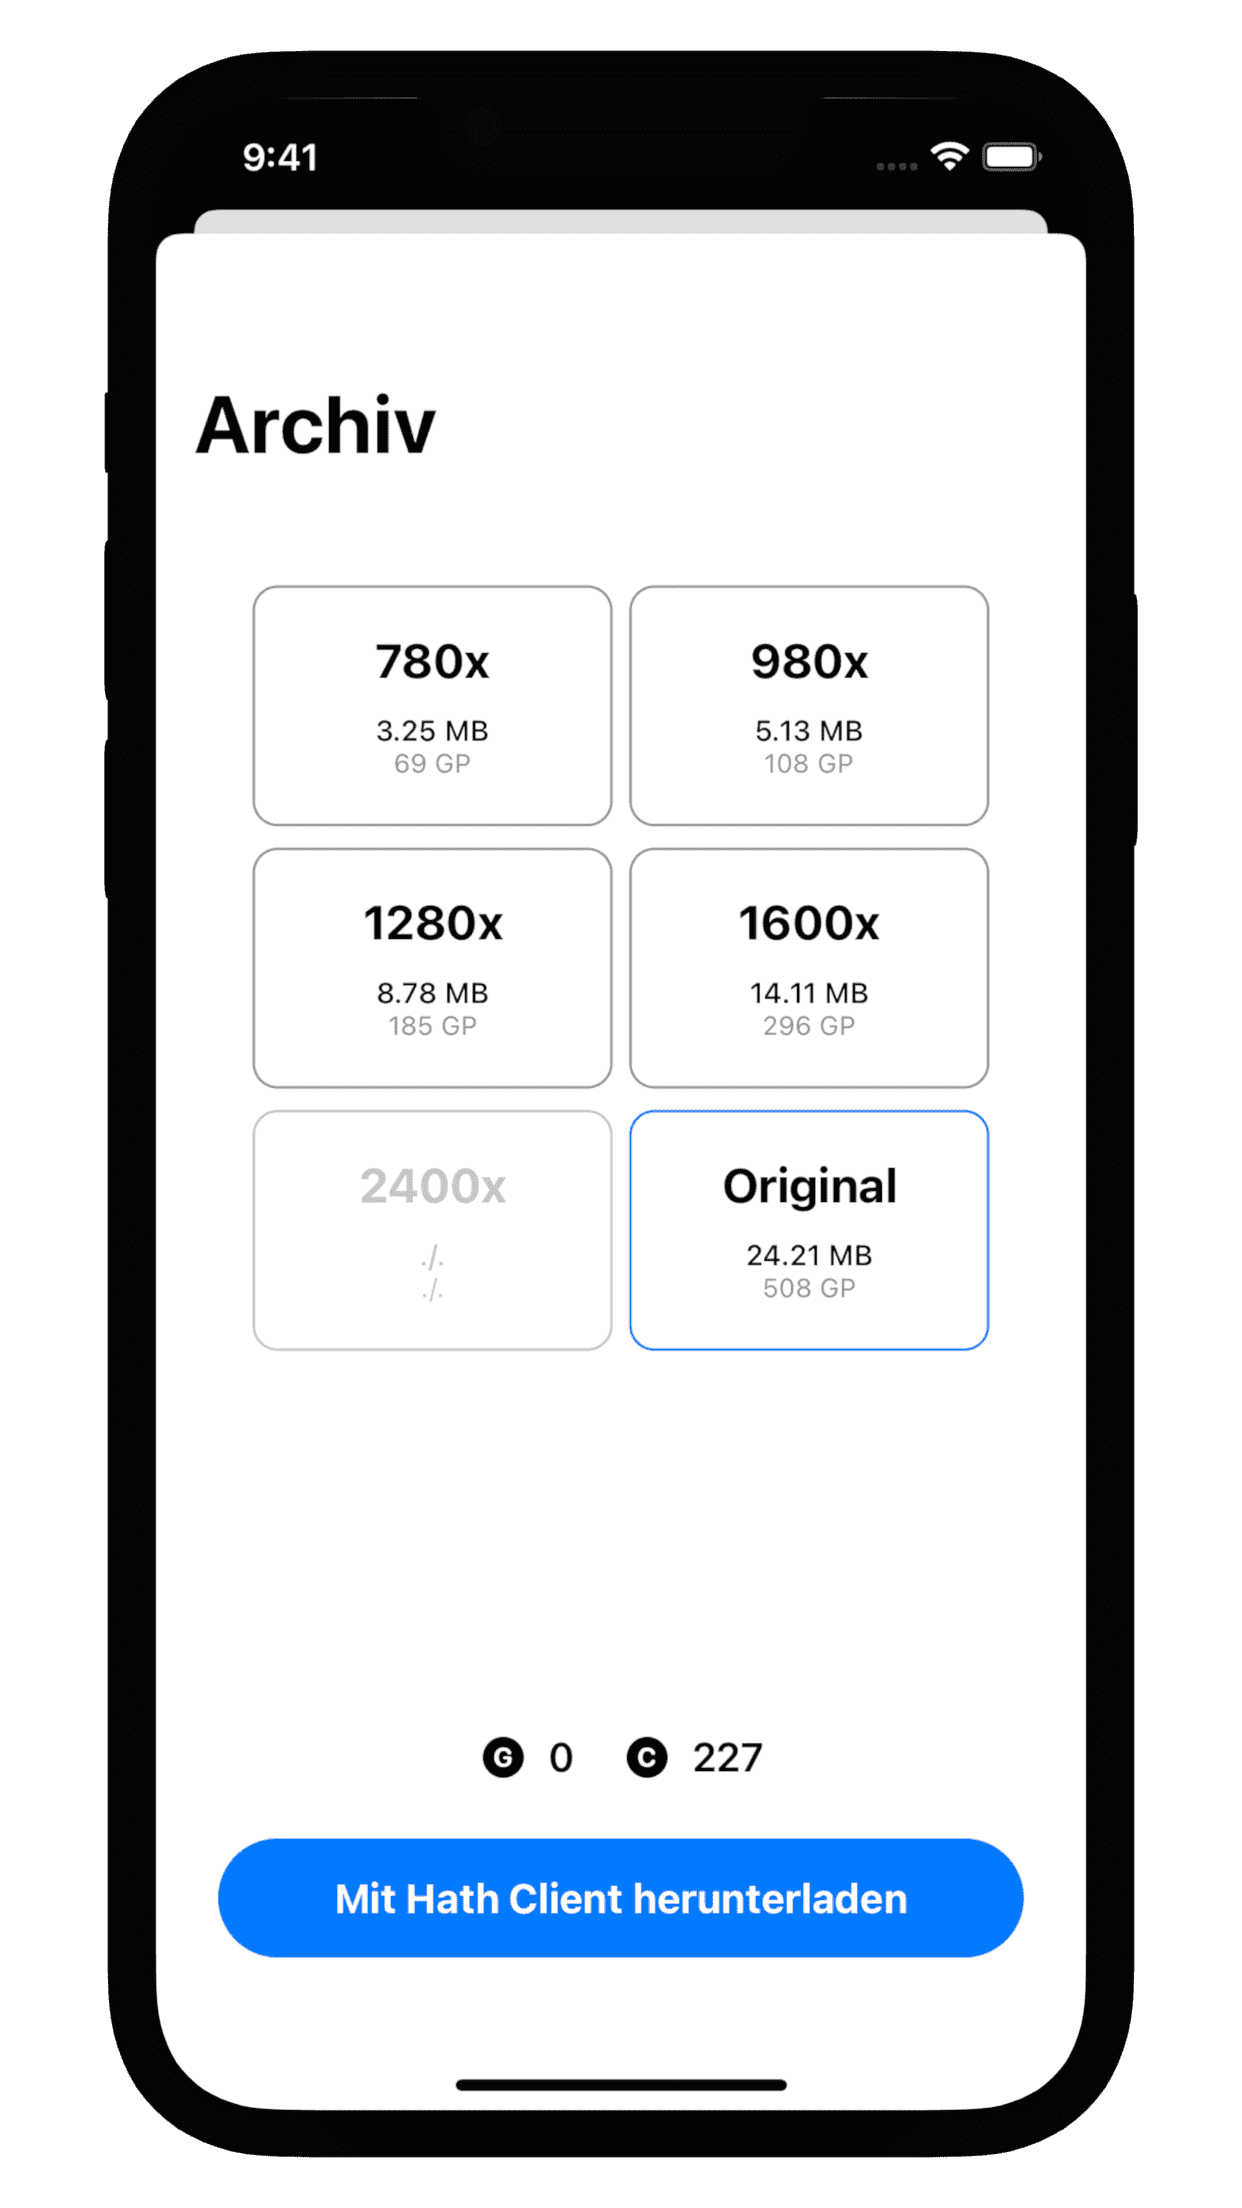 9:41
Archiv
780x
3.25 MB
69 GP
980x
5.13 MB
108 GP
1280x
8.78 MB
185 GP
1600x
14.11 MB
296 GP
2400x
./.
./.
Original
24.21 MB
508 GP
G 0 C 227
Mit Hath Client herunterladen